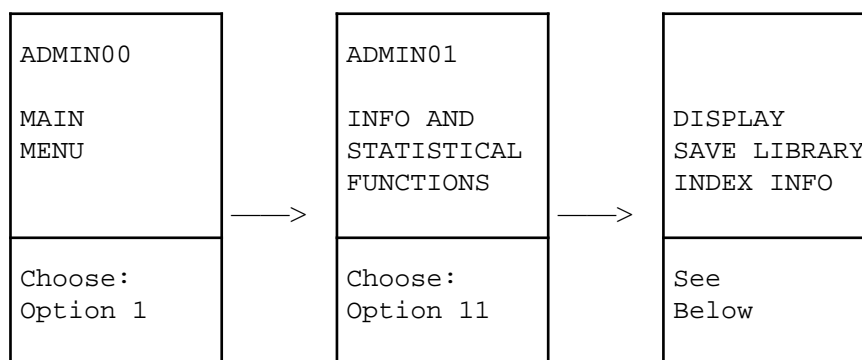 ADMIN00
MAIN
MENU
Choose:
Option 1
————>
ADMIN01
INFO AND
STATISTICAL
FUNCTIONS
Choose:
Option 11
————>
DISPLAY
SAVE LIBRARY
INDEX INFO
See
Below